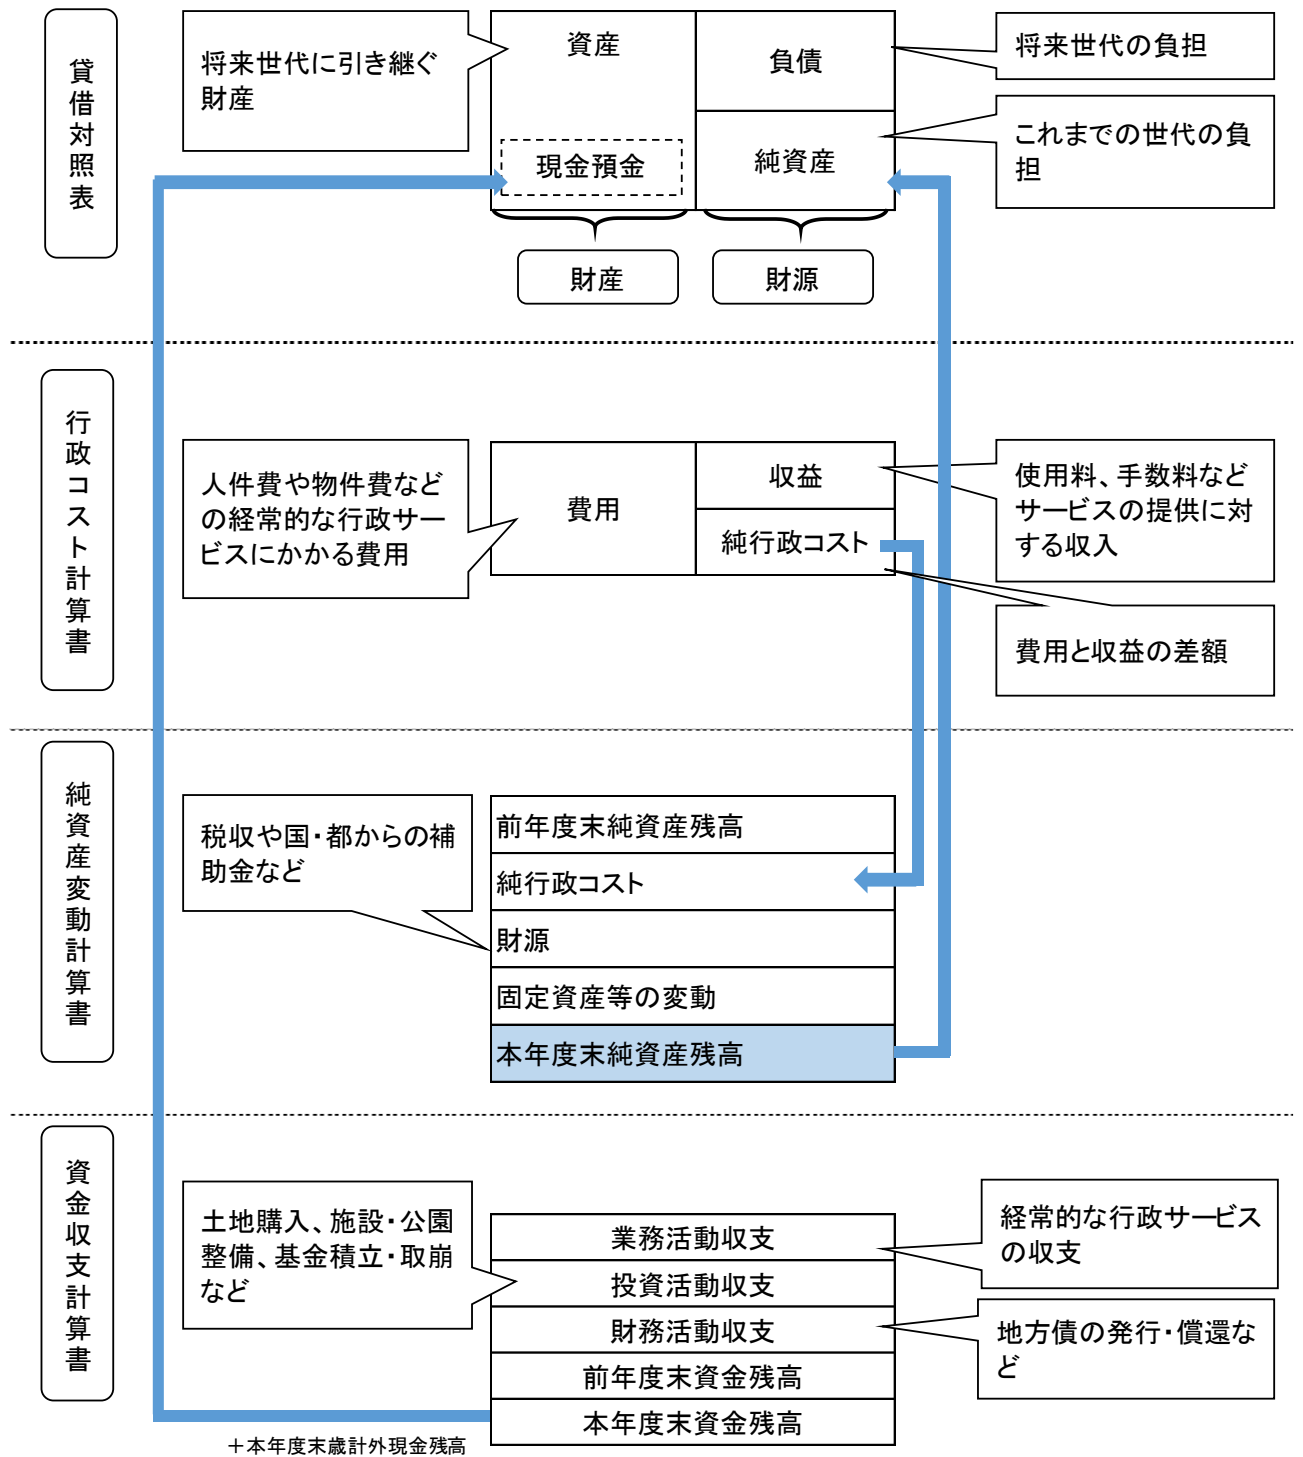 貸借対照表
将来世代に引き継ぐ
財産
資産
現金預金
負債
純資産
将来世代の負担
これまでの世代の負
担
財産
財源
行政コスト計算書
人件費や物件費など
の経常的な行政サー
ビスにかかる費用
費用
収益
純行政コスト
使用料、手数料など
サービスの提供に対
する収入
費用と収益の差額
純資産変動計算書
税収や国・都からの補
助金など
前年度末純資産残高
純行政コスト
財源
固定資産等の変動
本年度末純資産残高
資金収支計算書
土地購入、施設・公園
整備、基金積立・取崩
など
業務活動収支
投資活動収支
財務活動収支
前年度末資金残高
本年度末資金残高
経常的な行政サービス
の収支
地方債の発行・償還な
ど
＋本年度末歳計外現金残高